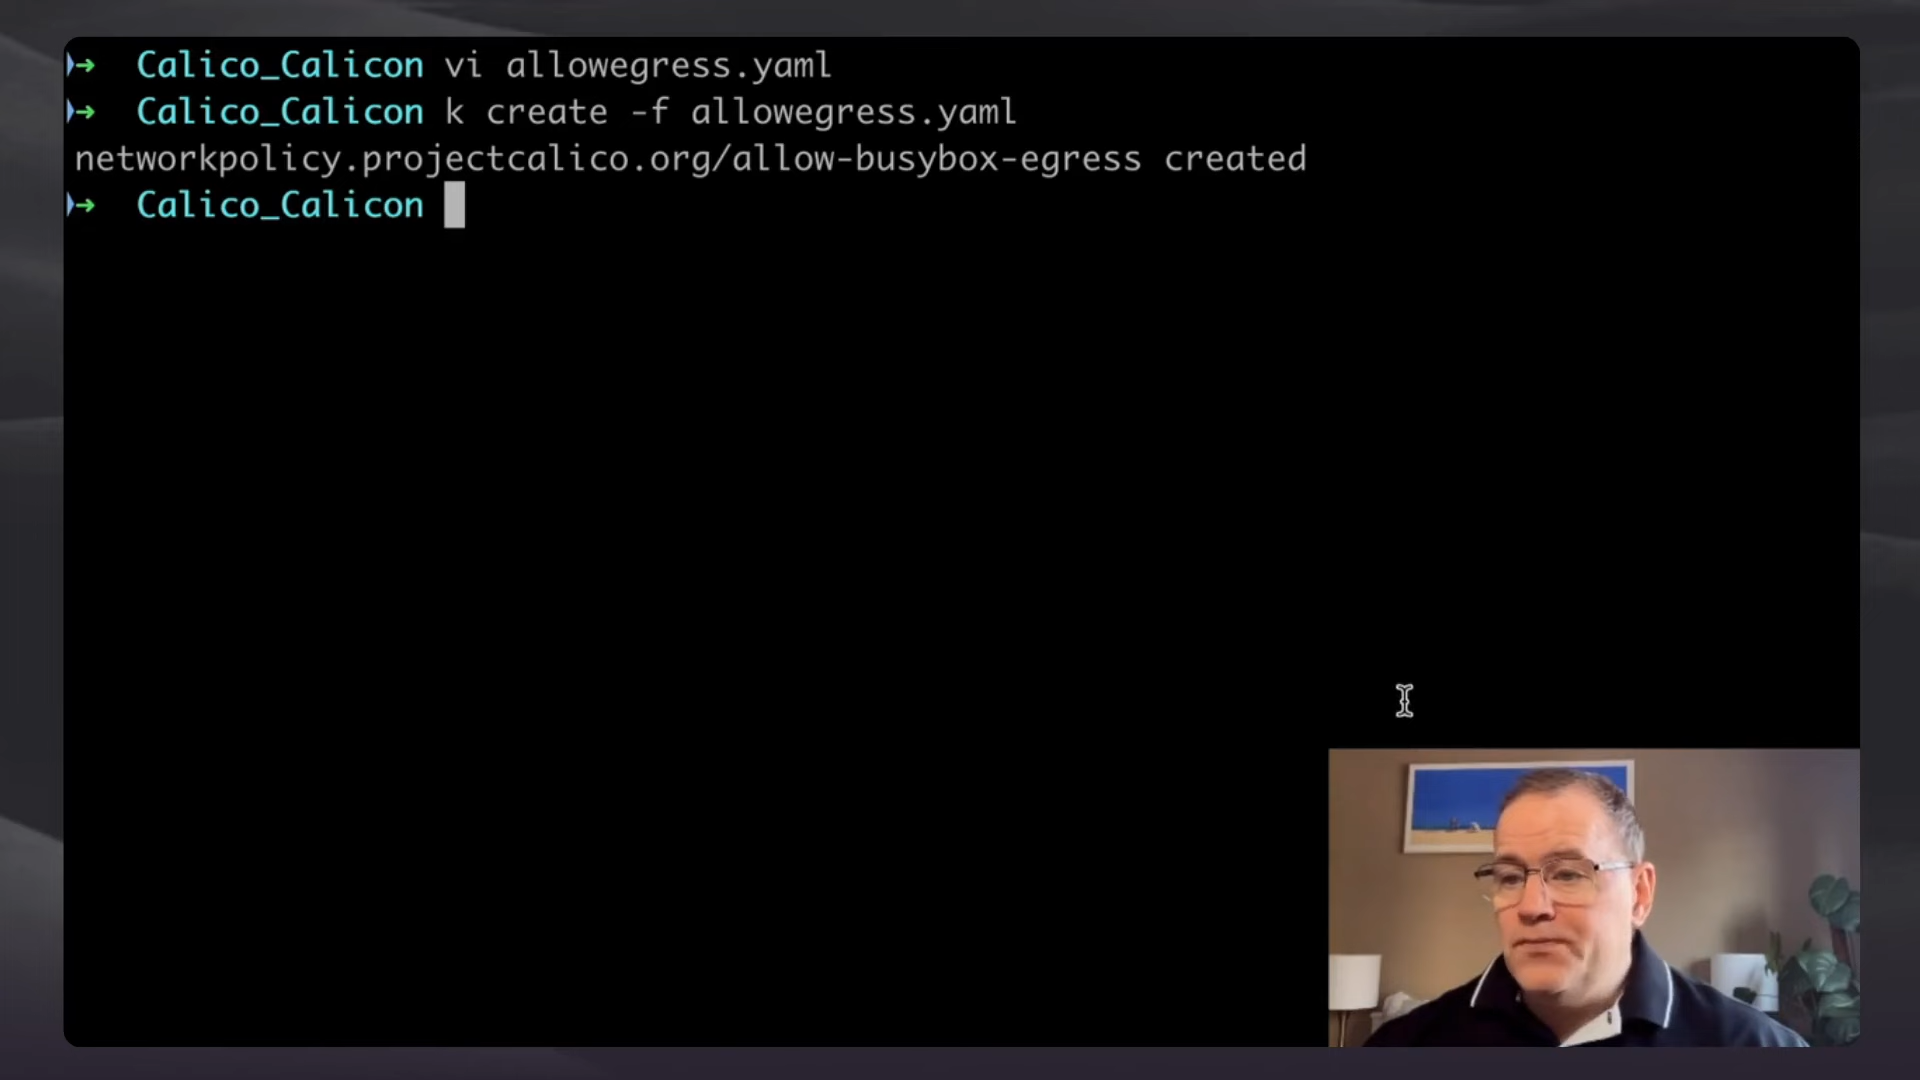 ➜ Calico_Calicon vi allowegress.yaml
➜ Calico_Calicon k create -f allowegress.yaml
networkpolicy.projectcalico.org/allow-busybox-egress created
➜ Calico_Calicon